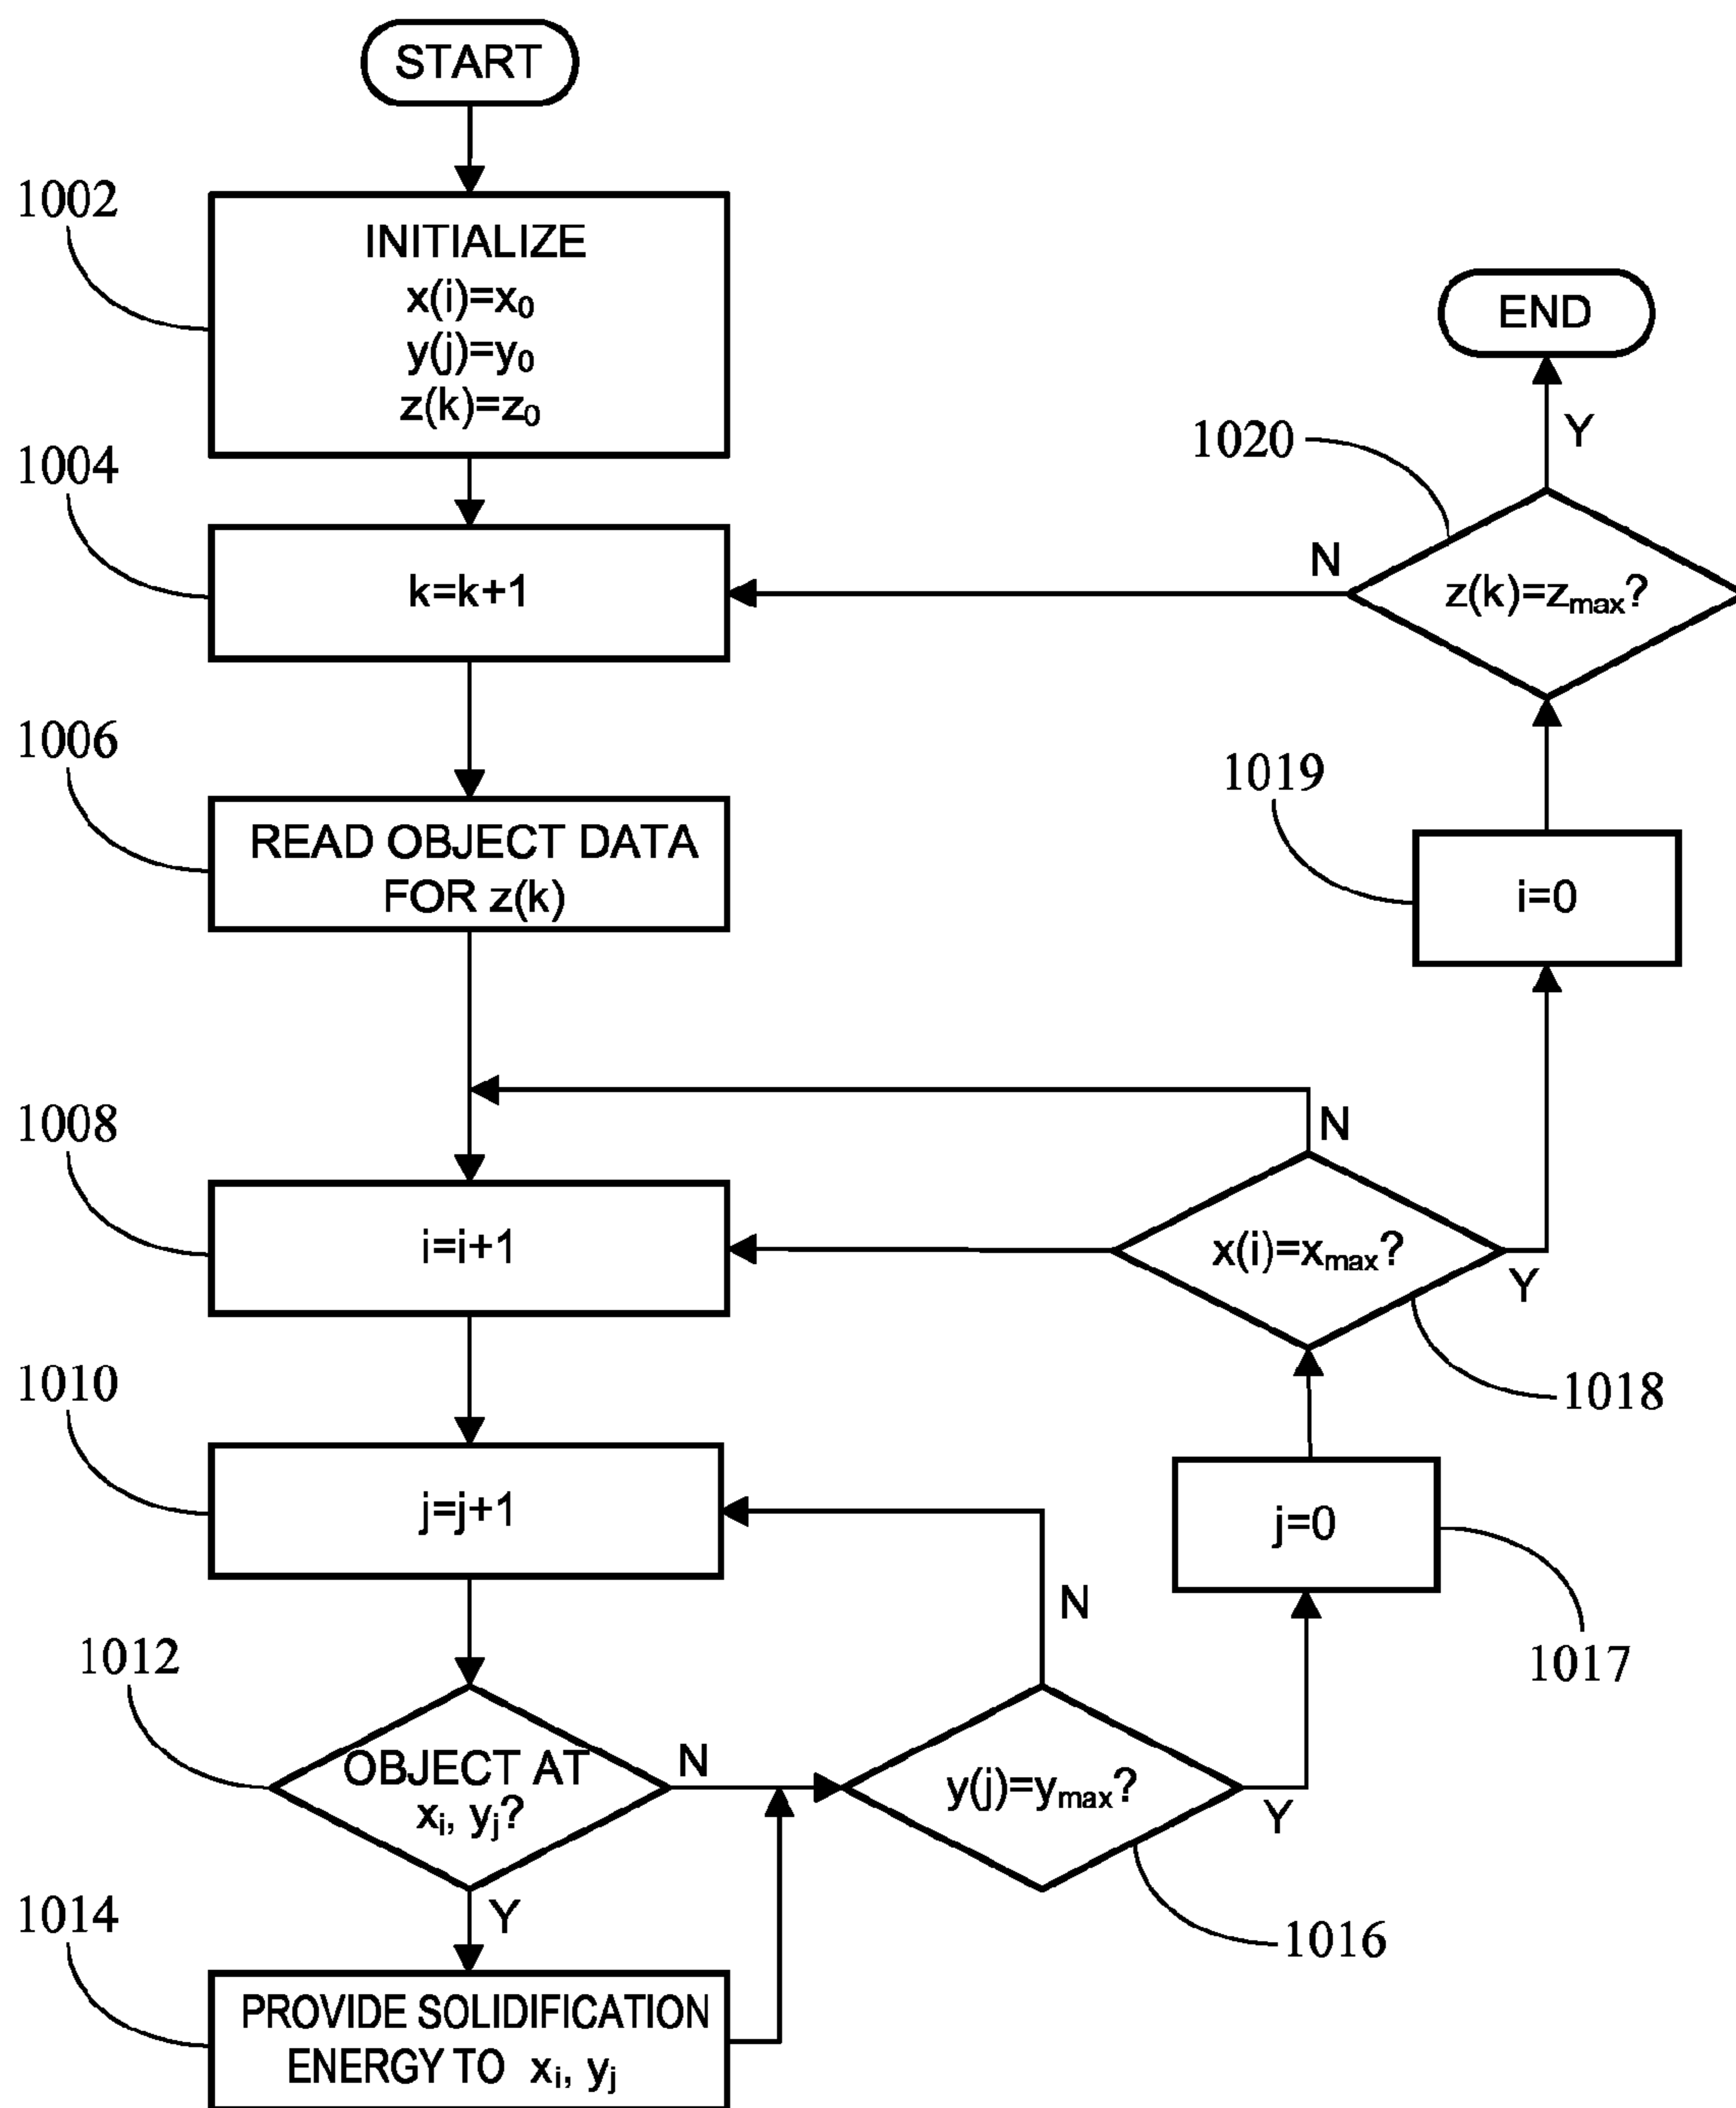 START
1002
INITIALIZE
x(i)=x₀
y(j)=y₀
z(k)=z₀
END
1004
1020
Y
k=k+1
N
z(k)=zₘₐₓ?
1006
READ OBJECT DATA
FOR z(k)
1019
i=0
1008
N
i=i+1
x(i)=xₘₐₓ?
Y
1018
1010
j=j+1
j=0
N
1017
1012
OBJECT AT
xᵢ, yⱼ?
N
y(j)=yₘₐₓ?
Y
1016
1014
Y
PROVIDE SOLIDIFICATION
ENERGY TO xᵢ, yⱼ